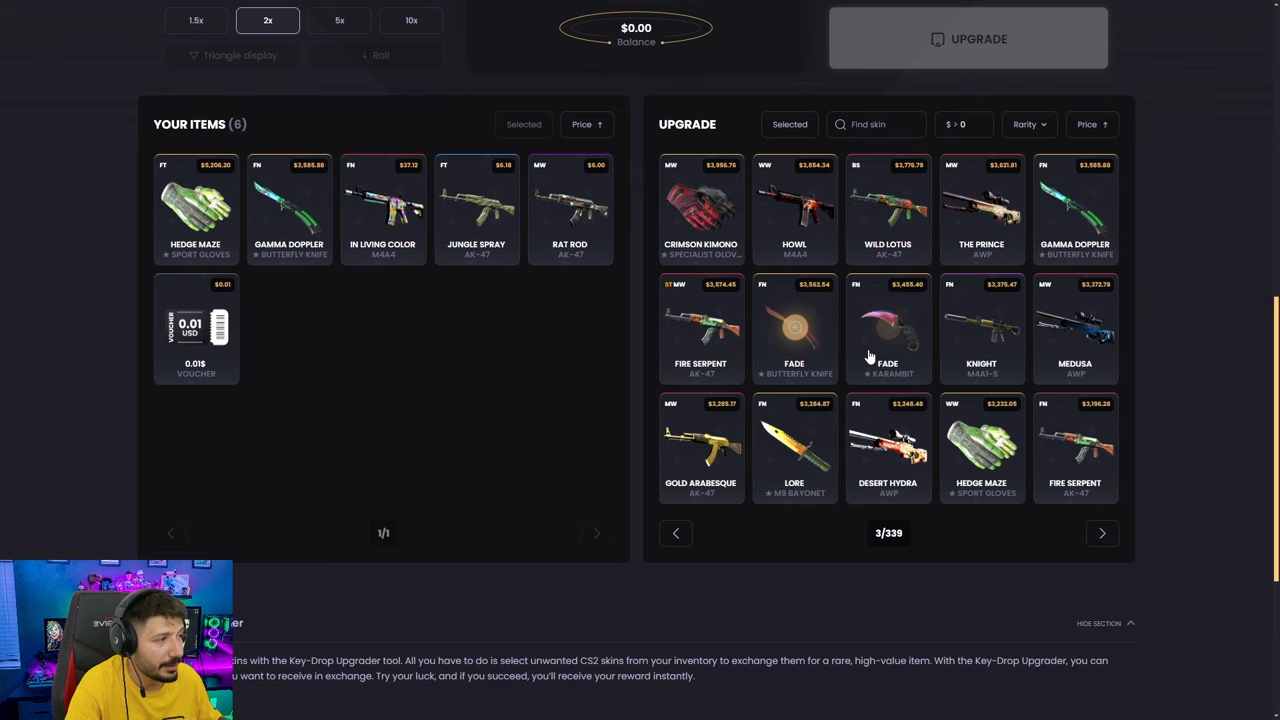 1.5x
2x
5x
10x
Triangle display
Roll
$0.00
Balance
UPGRADE
YOUR ITEMS (6)
Selected
Price
FT
$5,206.20
HEDGE MAZE
★ SPORT GLOVES
FN
$3,585.88
GAMMA DOPPLER
★ BUTTERFLY KNIFE
FN
$37.12
IN LIVING COLOR
M4A4
FT
$6.18
JUNGLE SPRAY
AK-47
MW
$6.00
RAT ROD
AK-47
$0.01
VOUCHER
0.01
USD
0.01$
VOUCHER
1/1
UPGRADE
Selected
Find skin
$ > 0
Rarity
Price
MW
$3,956.76
CRIMSON KIMONO
★ SPECIALIST GLOV...
WW
$3,854.34
HOWL
M4A4
BS
$3,776.79
WILD LOTUS
AK-47
MW
$3,621.81
THE PRINCE
AWP
FN
$3,585.88
GAMMA DOPPLER
★ BUTTERFLY KNIFE
ST MW
$3,574.45
FIRE SERPENT
AK-47
FN
$3,562.54
FADE
★ BUTTERFLY KNIFE
FN
$3,455.40
FADE
★ KARAMBIT
FN
$3,375.47
KNIGHT
M4A1-S
MW
$3,372.78
MEDUSA
AWP
MW
$3,285.17
GOLD ARABESQUE
AK-47
FN
$3,284.87
LORE
★ M9 BAYONET
FN
$3,248.48
DESERT HYDRA
AWP
WW
$3,232.05
HEDGE MAZE
★ SPORT GLOVES
FN
$3,196.28
FIRE SERPENT
AK-47
3/339
HIDE SECTION
with the Key-Drop Upgrader tool. All you have to do is select unwanted CS2 skins from your inventory to exchange them for a rare, high-value item. With the Key-Drop Upgrader, you can
want to receive in exchange. Try your luck, and if you succeed, you'll receive your reward instantly.